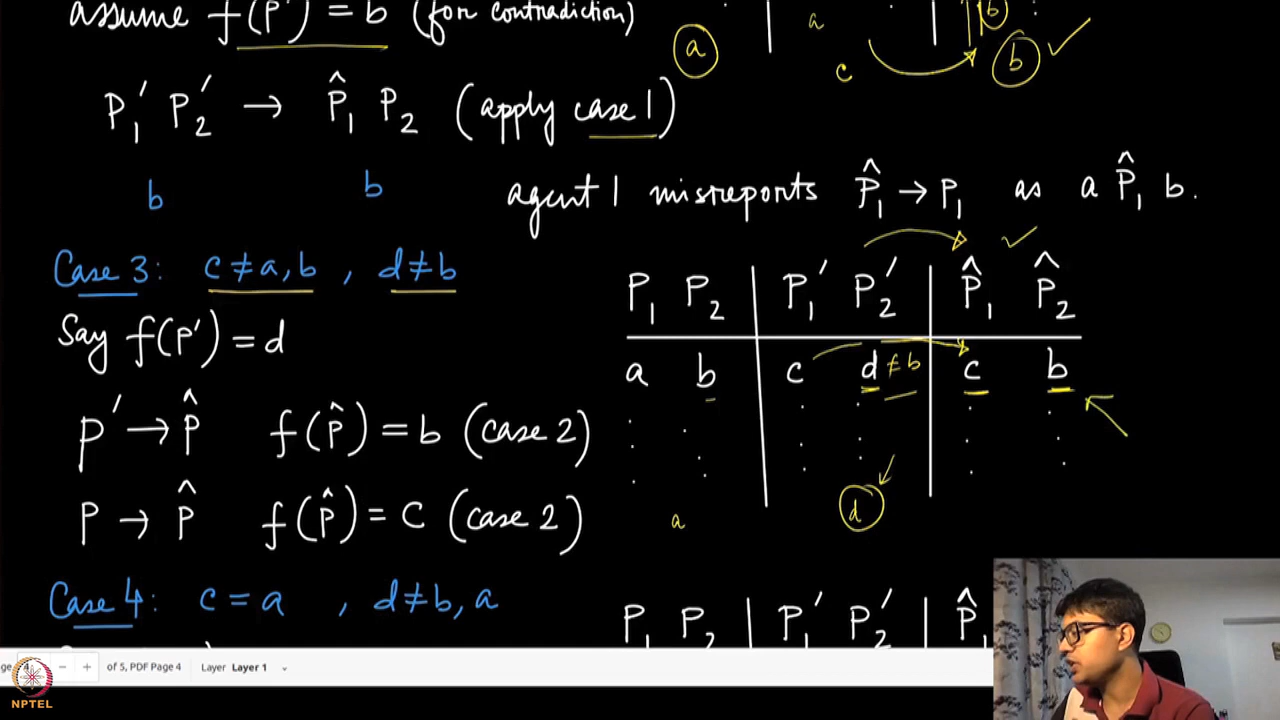 assume f(P') = b (for contradiction)
a | a | b
c b ✓
P₁' P₂' → P̂₁ P₂ (apply case 1)
b b
agent 1 misreports P̂₁ → P₁ as a P̂₁ b.
Case 3: c ≠ a, b , d ≠ b
Say f(P') = d
P' → P̂ f(P̂) = b (case 2)
P → P̂ f(P̂) = c (case 2)
P₁ P₂ | P₁' P₂' | P̂₁ P̂₂ ✓
a b | c d ≠ b | c b
a d
Case 4: c = a , d ≠ b, a
P₁ P₂ | P₁' P₂' | P̂₁
of 5, PDF Page 4 Layer Layer 1
NPTEL